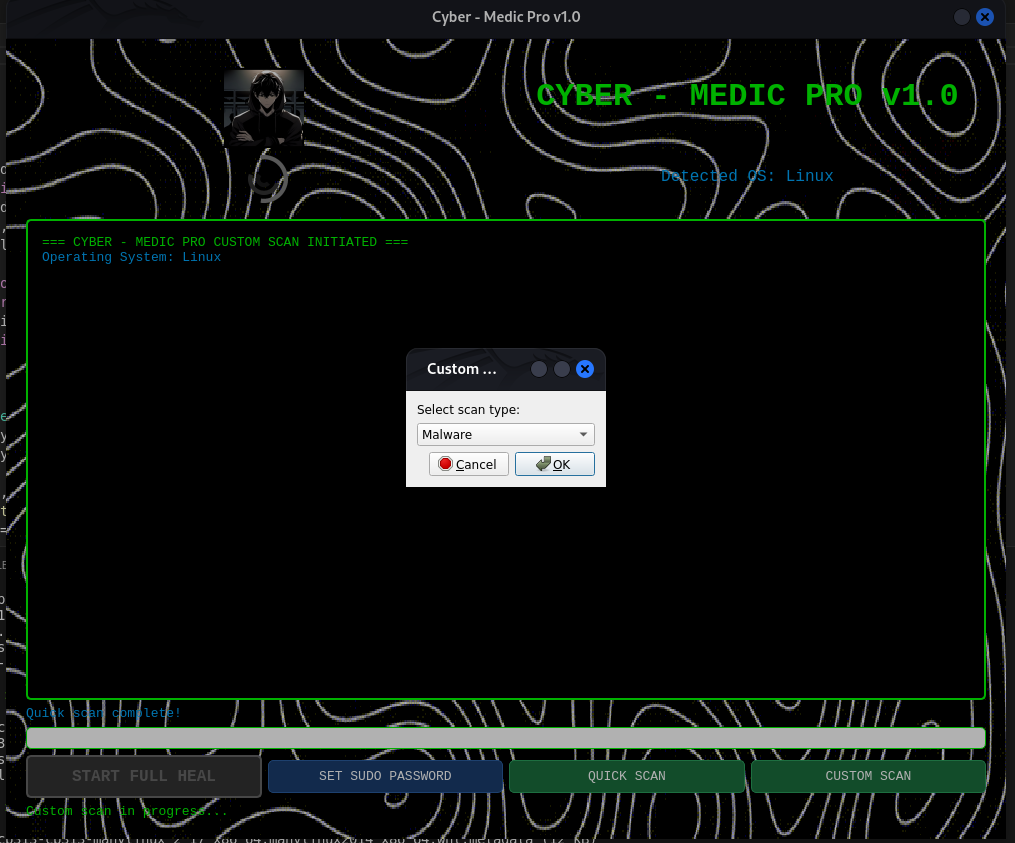 Cyber - Medic Pro v1.0
CYBER - MEDIC PRO v1.0
Detected OS: Linux
=== CYBER - MEDIC PRO CUSTOM SCAN INITIATED ===
Operating System: Linux
Custom ...
Select scan type:
Malware
Cancel
OK
Quick scan complete!
START FULL HEAL
SET SUDO PASSWORD
QUICK SCAN
CUSTOM SCAN
Custom scan in progress...